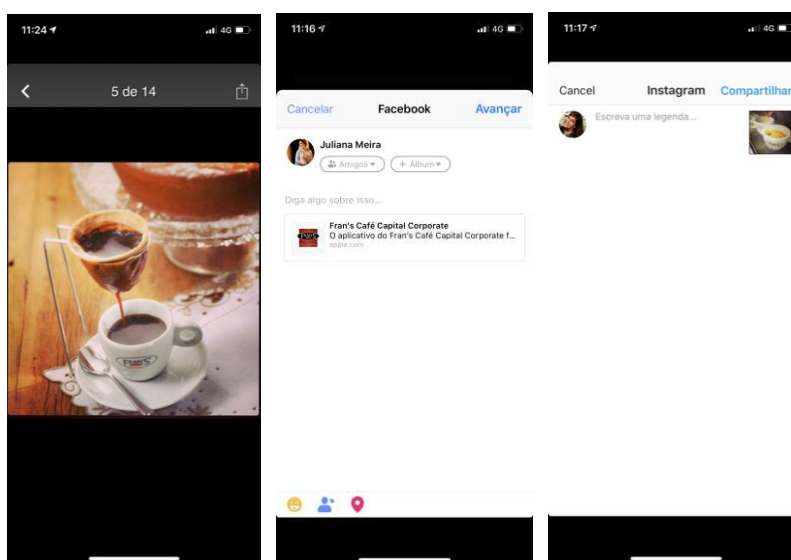 11:24
4G
5 de 14
FRAN'S
11:16
4G
Cancelar
Facebook
Avançar
Juliana Meira
Amigos
+ Álbum
Diga algo sobre isso...
FRAN'S
Fran's Café Capital Corporate
O aplicativo do Fran's Café Capital Corporate f...
apple.com
11:17
4G
Cancel
Instagram
Compartilhar
Escreva uma legenda...